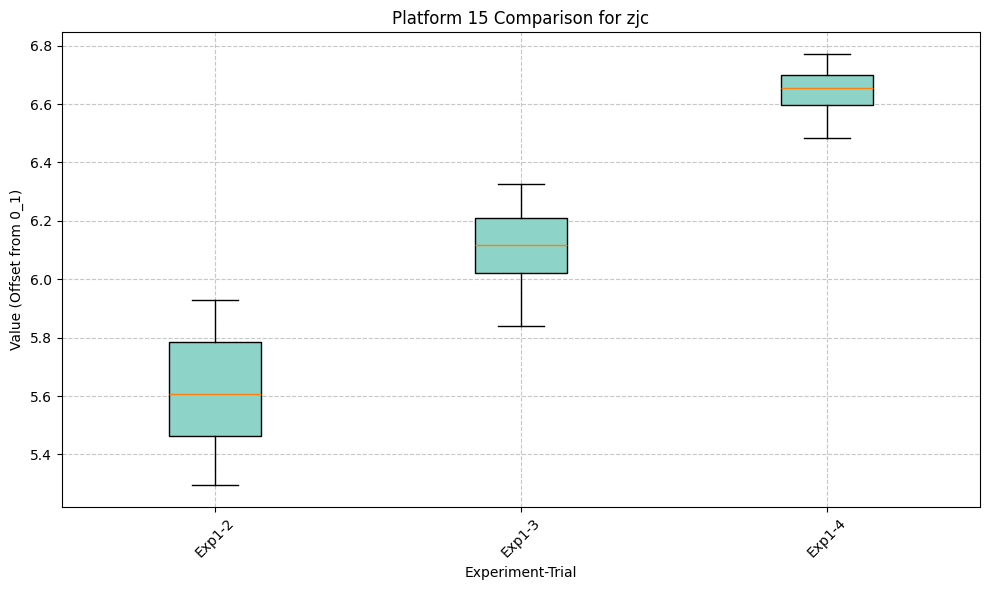 Platform 15 Comparison for zjc
Value (Offset from 0_1)
6.8
6.6
6.4
6.2
6.0
5.8
5.6
5.4
Exp1-2
Exp1-3
Exp1-4
Experiment-Trial